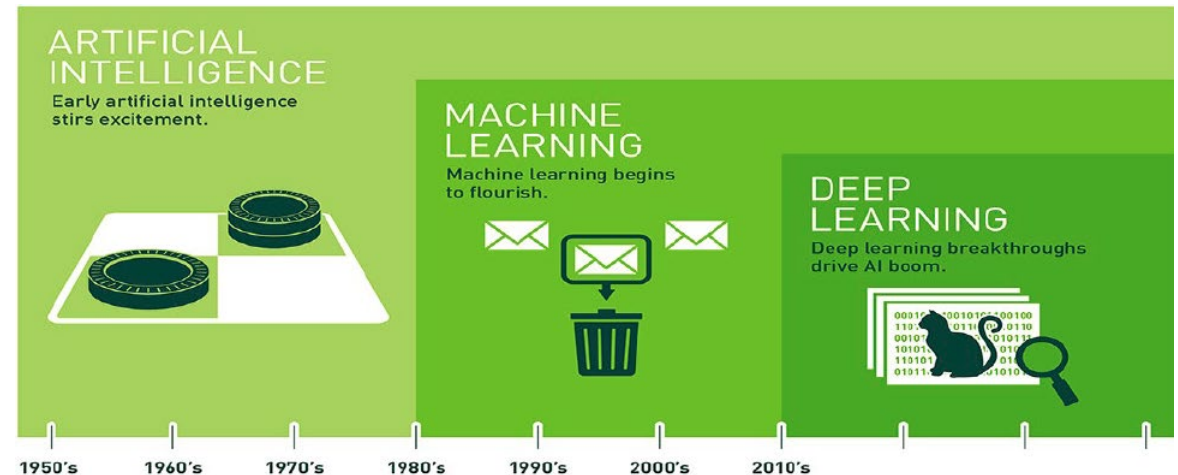 ARTIFICIAL
INTELLIGENCE
Early artificial intelligence
stirs excitement.
MACHINE
LEARNING
Machine learning begins
to flourish.
DEEP
LEARNING
Deep learning breakthroughs
drive AI boom.
1950's 1960's 1970's 1980's 1990's 2000's 2010's